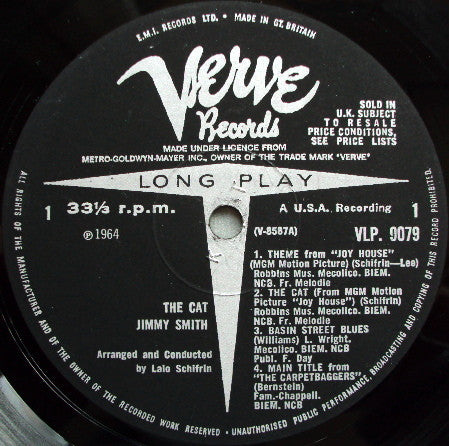 E.M.I. RECORDS LTD. • MADE IN GT. BRITAIN
Verve
Records
SOLD IN
U.K. SUBJECT
TO RESALE
PRICE CONDITIONS,
SEE PRICE LISTS
MADE UNDER LICENCE FROM
METRO-GOLDWYN-MAYER INC., OWNER OF THE TRADE MARK "VERVE"
LONG PLAY
1 33⅓ r.p.m.
A U.S.A. Recording 1
℗1964
(V-8587A) VLP. 9079
THE CAT
JIMMY SMITH
Arranged and Conducted
by Lalo Schifrin
1. THEME from "JOY HOUSE"
(MGM Motion Picture) (Schifrin—Lee)
Robbins Mus. Mecolico. BIEM.
NCB. Fr. Melodie
2. THE CAT (From MGM Motion
Picture "Joy House") (Schifrin)
Robbins Mus. Mecolico. BIEM.
NCB. Fr. Melodie
3. BASIN STREET BLUES
(Williams) L. Wright.
Mecolico. BIEM. NCB
Publ. F. Day
4. MAIN TITLE from
"THE CARPETBAGGERS"
(Bernstein)
Fam.-Chappell.
BIEM. NCB
ALL RIGHTS OF THE MANUFACTURER AND OF THE OWNER OF THE RECORDED WORK RESERVED • UNAUTHORISED PUBLIC PERFORMANCE, BROADCASTING AND COPYING OF THIS RECORD PROHIBITED.